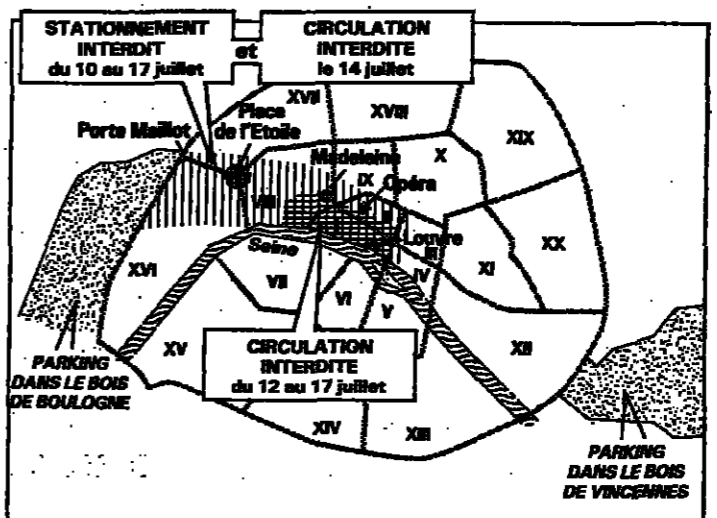 STATIONNEMENT
INTERDIT
du 10 au 17 juillet
et
CIRCULATION
INTERDITE
le 14 juillet
XVII
XVIII
XIX
Place
de l'Etoile
Porte Maillot
Madeleine
X
IX
Opéra
VIII
XX
Louvre
III
Seine
XI
IV
XVI
VII
VI
V
XV
XII
CIRCULATION
INTERDITE
du 12 au 17 juillet
PARKING
DANS LE BOIS
DE BOULOGNE
XIV
XIII
PARKING
DANS LE BOIS
DE VINCENNES